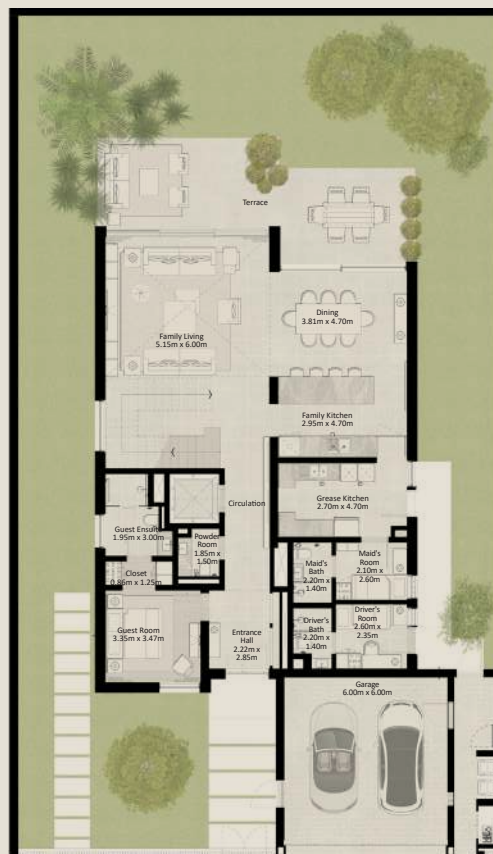 Terrace
Dining
3.81m x 4.70m
Family Living
5.15m x 6.00m
Family Kitchen
2.95m x 4.70m
Grease Kitchen
2.70m x 4.70m
Circulation
Guest Ensuite
1.95m x 3.00m
Powder
Room
1.85m x
1.50m
Closet
0.86m x 1.25m
Maid's
Bath
2.20m x
1.40m
Maid's
Room
2.10m x
2.60m
Guest Room
3.35m x 3.47m
Entrance
Hall
2.22m x
2.85m
Driver's
Bath
2.20m x
1.40m
Driver's
Room
2.60m x
2.35m
Garage
6.00m x 6.00m